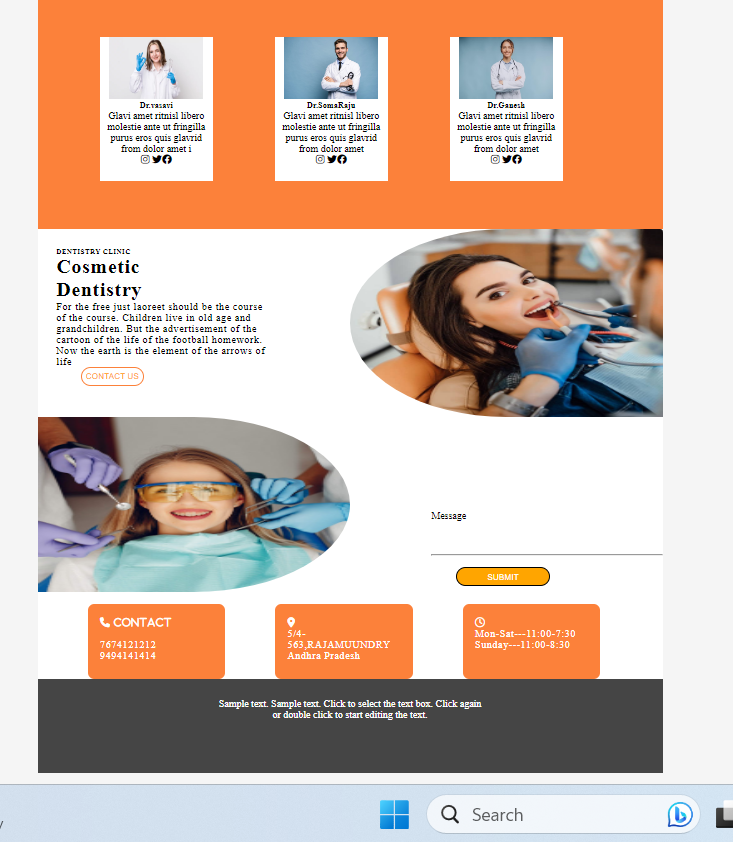 Dr.vasavi
Glavi amet ritnisl libero
molestie ante ut fringilla
purus eros quis glavrid
from dolor amet i
Dr.SomaRaju
Glavi amet ritnisl libero
molestie ante ut fringilla
purus eros quis glavrid
from dolor amet
Dr.Ganesh
Glavi amet ritnisl libero
molestie ante ut fringilla
purus eros quis glavrid
from dolor amet
DENTISTRY CLINIC
Cosmetic
Dentistry
For the free just laoreet should be the course
of the course. Children live in old age and
grandchildren. But the advertisement of the
cartoon of the life of the football homework.
Now the earth is the element of the arrows of
life
CONTACT US
Message
SUBMIT
CONTACT
7674121212
9494141414
5/4-
563,RAJAMUUNDRY
Andhra Pradesh
Mon-Sat---11:00-7:30
Sunday---11:00-8:30
Sample text. Sample text. Click to select the text box. Click again
or double click to start editing the text.
Search